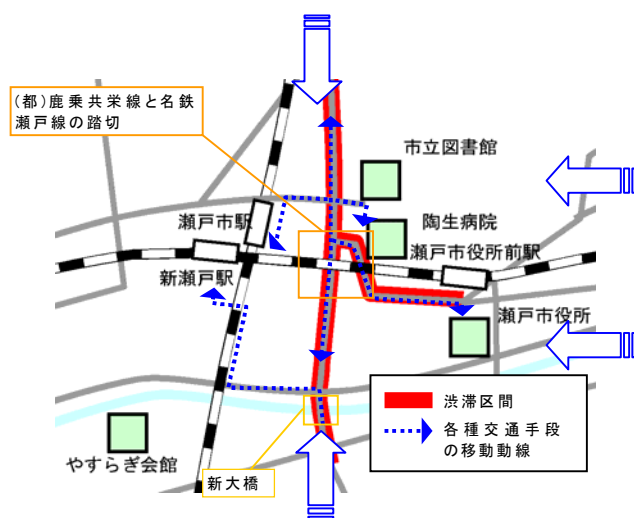 (都)鹿乗共栄線と名鉄
瀬戸線の踏切
市立図書館
瀬戸市駅
陶生病院
瀬戸市役所前駅
新瀬戸駅
瀬戸市役所
渋滞区間
各種交通手段
の移動動線
やすらぎ会館
新大橋